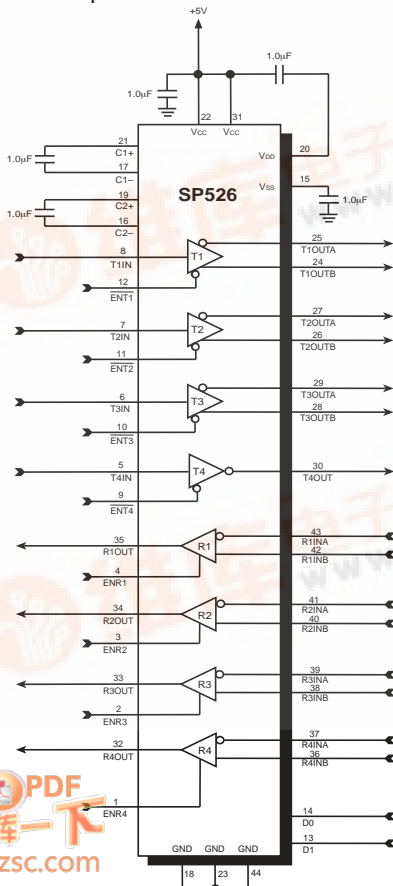 +5V
1.0µF
1.0µF
22
31
VCC
VCC
21
C1+
1.0µF
17
C1–
19
C2+
1.0µF
16
C2–
SP526
VDD
20
VSS
15
1.0µF
8
T1IN
T1
25
T1OUTA
24
T1OUTB
12
ENT1
7
T2IN
T2
27
T2OUTA
26
T2OUTB
11
ENT2
6
T3IN
T3
29
T3OUTA
28
T3OUTB
10
ENT3
5
T4IN
T4
30
T4OUT
9
ENT4
35
R1OUT
R1
43
R1INA
42
R1INB
4
ENR1
34
R2OUT
R2
41
R2INA
40
R2INB
3
ENR2
33
R3OUT
R3
39
R3INA
38
R3INB
2
ENR3
32
R4OUT
R4
37
R4INA
36
R4INB
1
ENR4
14
D0
13
D1
GND
GND
GND
18
23
44
PDF
库一下
zsc.com